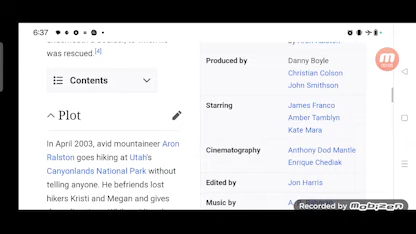 6:37
was rescued.[4]
Contents
Plot
In April 2003, avid mountaineer Aron
Ralston goes hiking at Utah's
Canyonlands National Park without
telling anyone. He befriends lost
hikers Kristi and Megan and gives
Produced by Danny Boyle
Christian Colson
John Smithson
Starring James Franco
Amber Tamblyn
Kate Mara
Cinematography Anthony Dod Mantle
Enrique Chediak
Edited by Jon Harris
Music by
Recorded by Mobizen